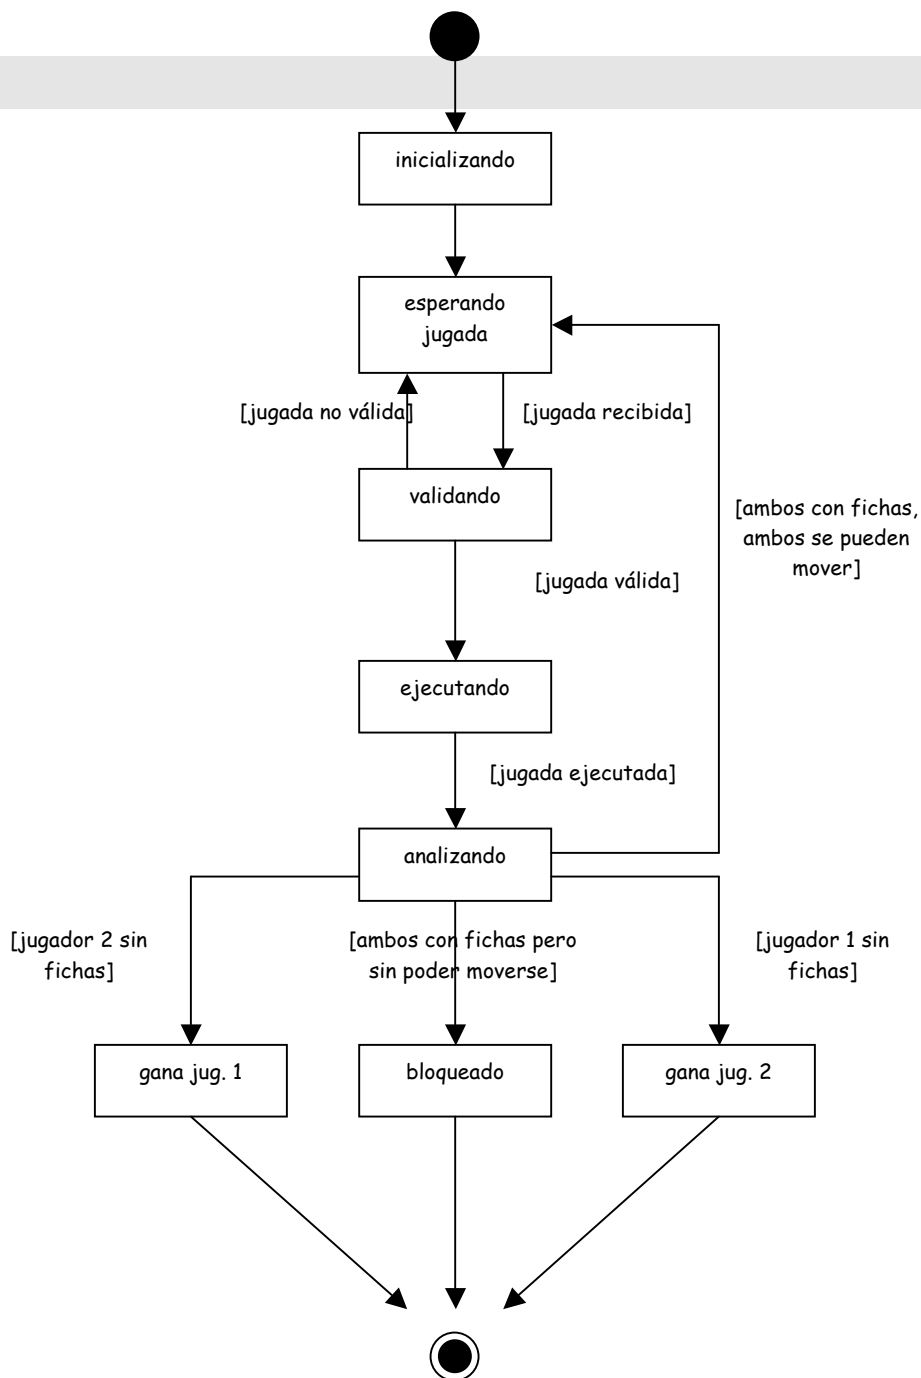 inicializando
esperando
jugada
[jugada no válida]
[jugada recibida]
validando
[ambos con fichas,
ambos se pueden
mover]
[jugada válida]
ejecutando
[jugada ejecutada]
analizando
[jugador 2 sin
fichas]
[ambos con fichas pero
sin poder moverse]
[jugador 1 sin
fichas]
gana jug. 1
bloqueado
gana jug. 2